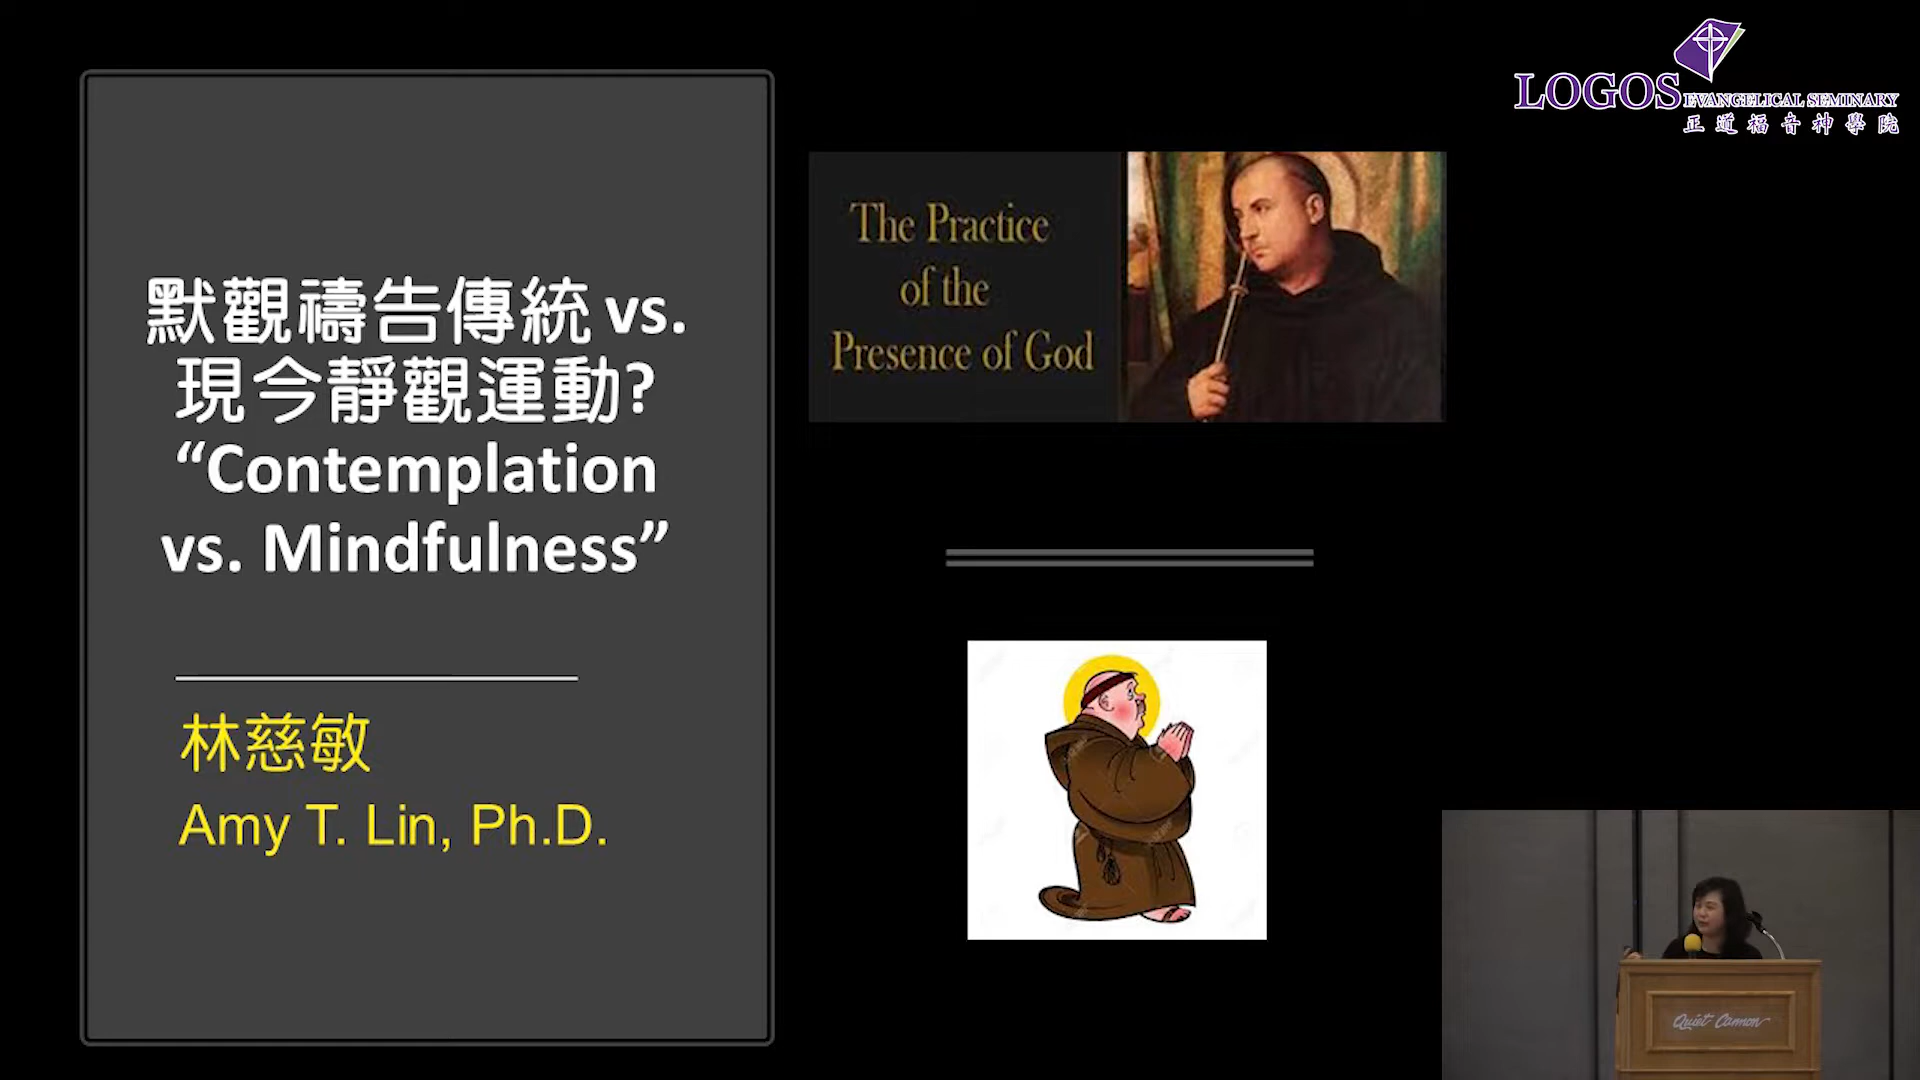 默觀禱告傳統 vs.
現今靜觀運動?
“Contemplation
vs. Mindfulness”
林慈敏
Amy T. Lin, Ph.D.
The Practice
of the
Presence of God
LOGOS EVANGELICAL SEMINARY
正道福音神學院
Quiet Cannon